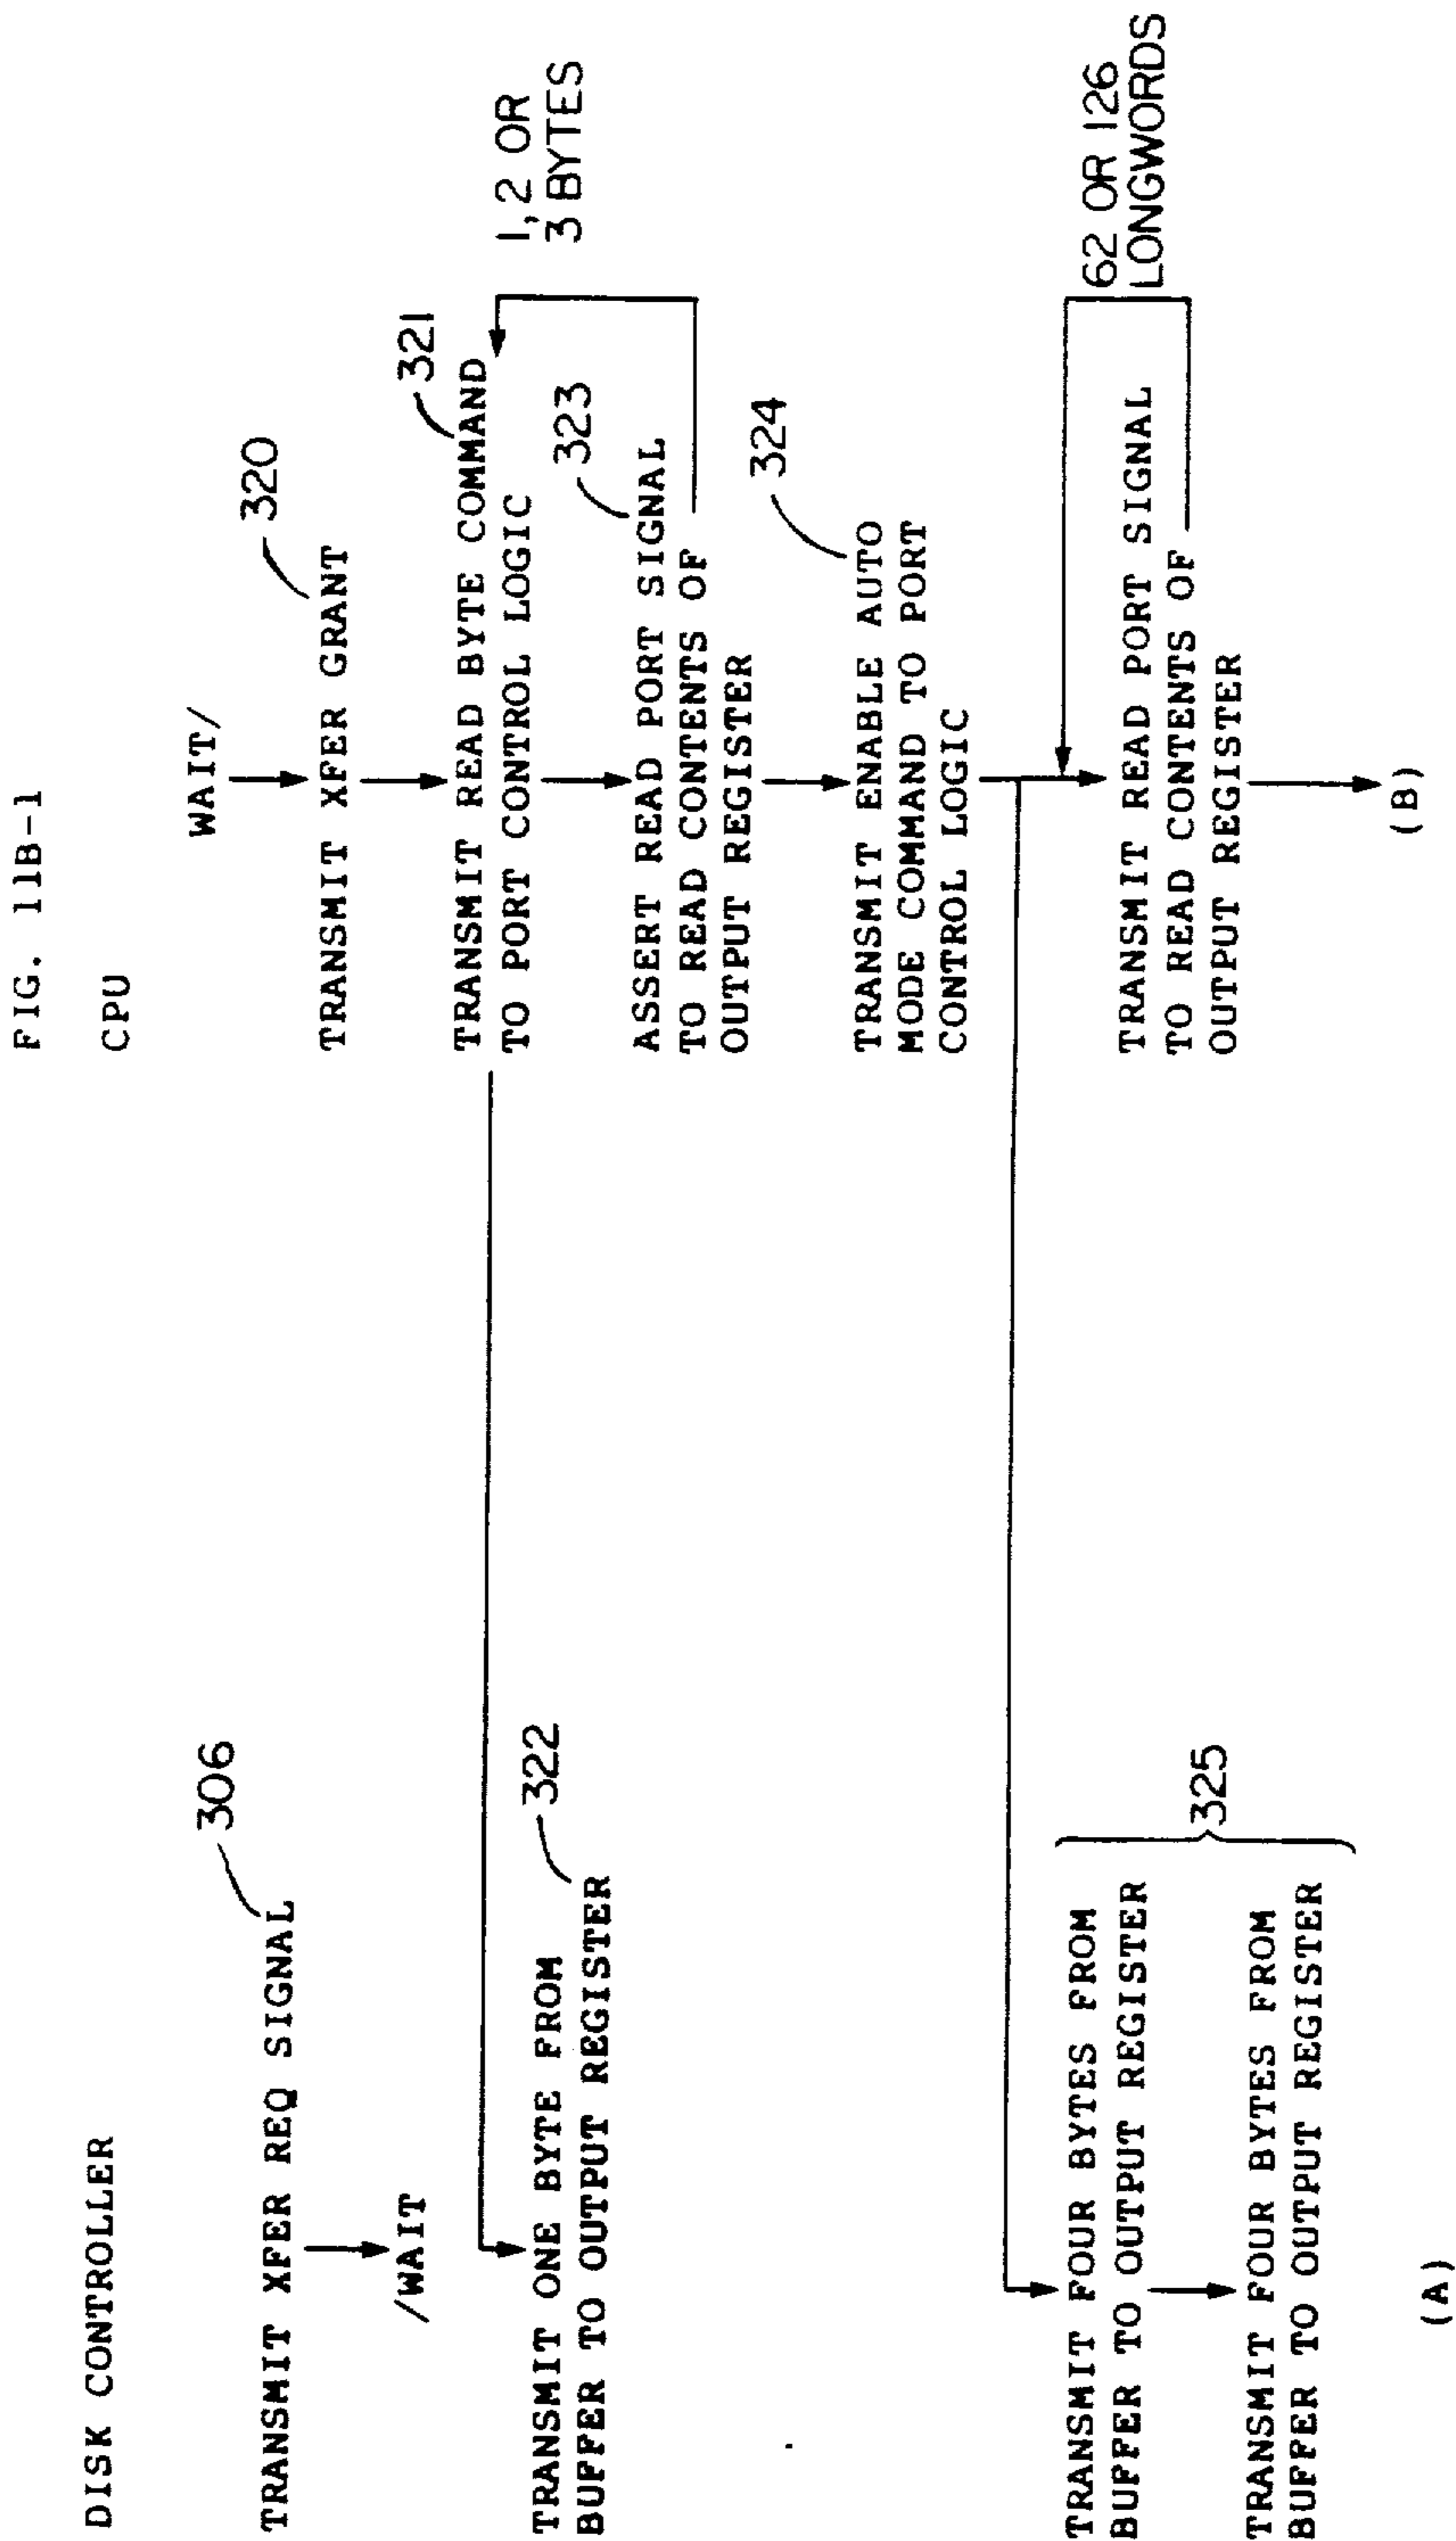 FIG. 11B-1
DISK CONTROLLER
CPU
TRANSMIT XFER REQ SIGNAL
306
/WAIT
WAIT/
TRANSMIT XFER GRANT
320
TRANSMIT READ BYTE COMMAND
TO PORT CONTROL LOGIC
321
1,2 OR
3 BYTES
TRANSMIT ONE BYTE FROM
BUFFER TO OUTPUT REGISTER
322
ASSERT READ PORT SIGNAL
TO READ CONTENTS OF
OUTPUT REGISTER
323
TRANSMIT ENABLE AUTO
MODE COMMAND TO PORT
CONTROL LOGIC
324
TRANSMIT FOUR BYTES FROM
BUFFER TO OUTPUT REGISTER
TRANSMIT FOUR BYTES FROM
BUFFER TO OUTPUT REGISTER
325
TRANSMIT READ PORT SIGNAL
TO READ CONTENTS OF
OUTPUT REGISTER
62 OR 126
LONGWORDS
(A)
(B)